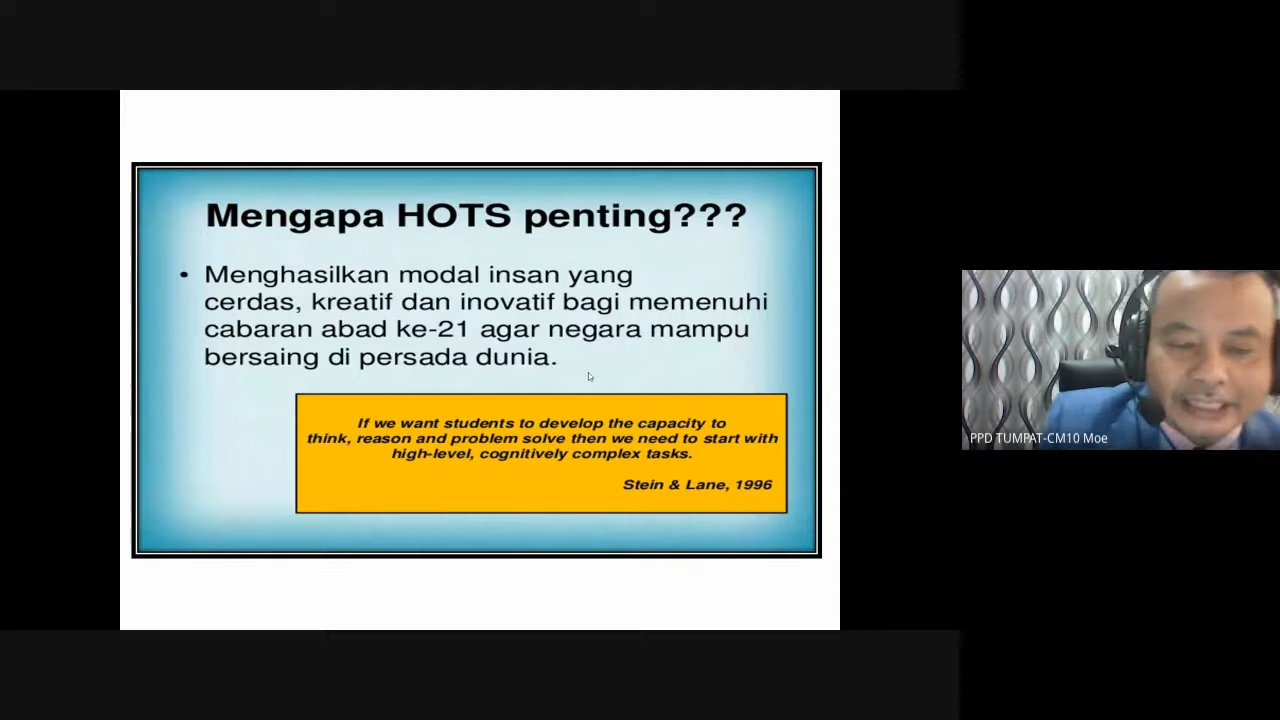 Mengapa HOTS penting???
• Menghasilkan modal insan yang
cerdas, kreatif dan inovatif bagi memenuhi
cabaran abad ke-21 agar negara mampu
bersaing di persada dunia.
If we want students to develop the capacity to
think, reason and problem solve then we need to start with
high-level, cognitively complex tasks.
Stein & Lane, 1996
PPD TUMPAT-CM10 Moe